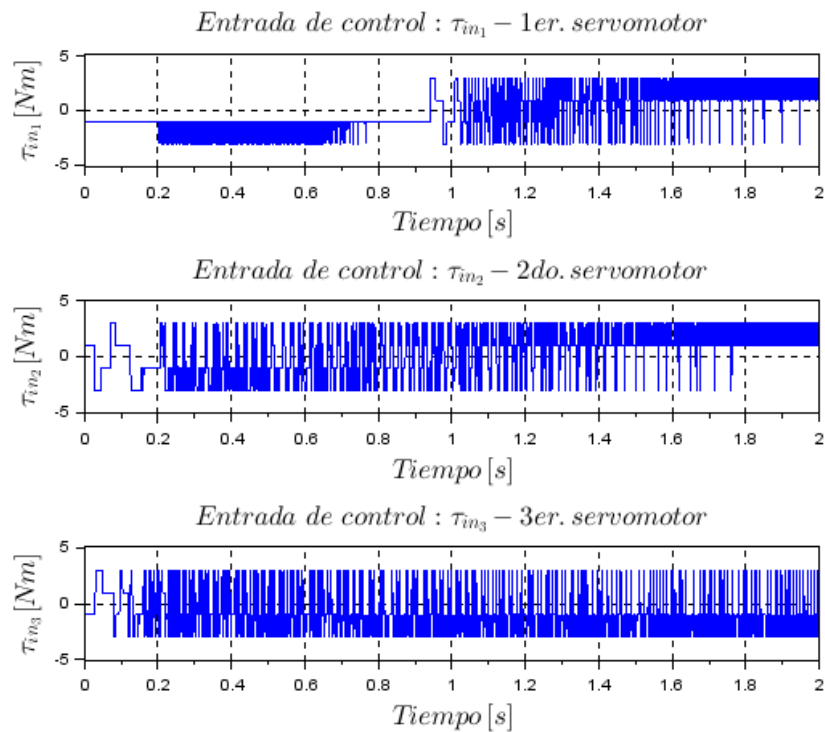 Entrada de control : τin₁ − 1er. servomotor
τin₁ [Nm]
5
0
-5
0 0.2 0.4 0.6 0.8 1 1.2 1.4 1.6 1.8 2
Tiempo [s]
Entrada de control : τin₂ − 2do. servomotor
τin₂ [Nm]
5
0
-5
0 0.2 0.4 0.6 0.8 1 1.2 1.4 1.6 1.8 2
Tiempo [s]
Entrada de control : τin₃ − 3er. servomotor
τin₃ [Nm]
5
0
-5
0 0.2 0.4 0.6 0.8 1 1.2 1.4 1.6 1.8 2
Tiempo [s]